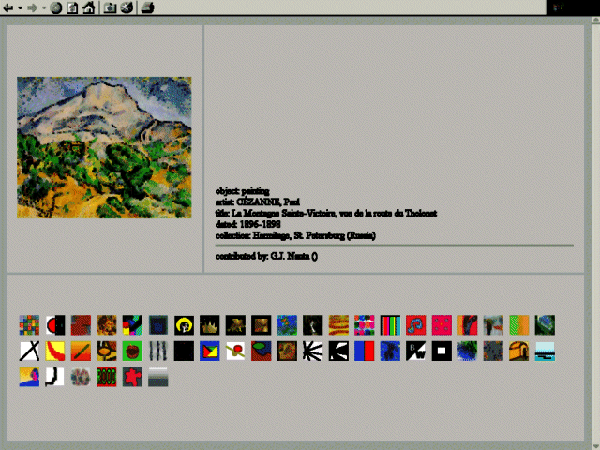 object: painting
artist: CÉZANNE, Paul
title: La Montagne Sainte-Victoire, vue de la route du Tholonet
dated: 1896-1898
collection: Hermitage, St. Petersburg (Russia)
contributed by: G.J. Nauta ()